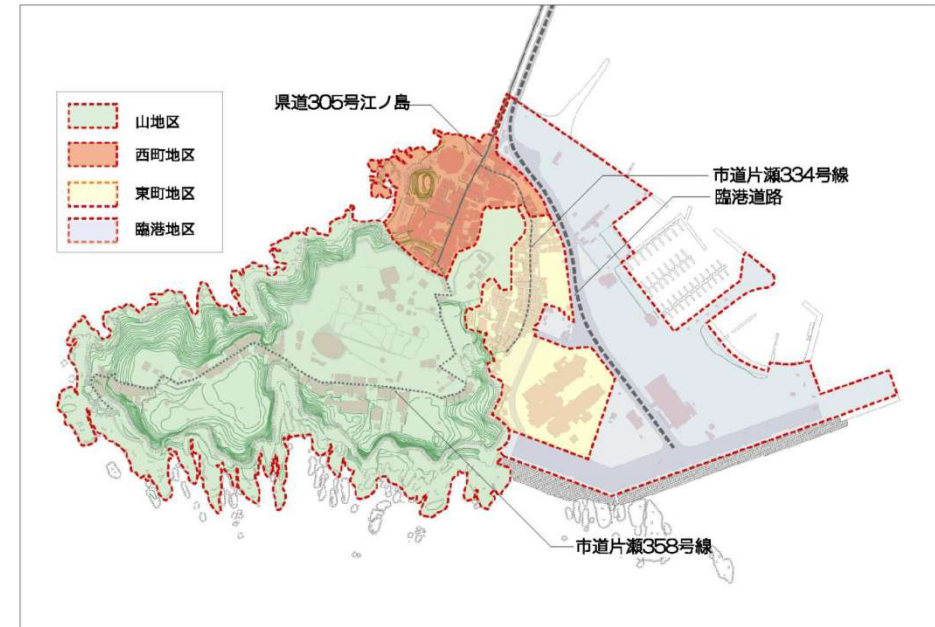 県道305号江ノ島
山地区
西町地区
東町地区
臨港地区
市道片瀬334号線
臨港道路
市道片瀬358号線